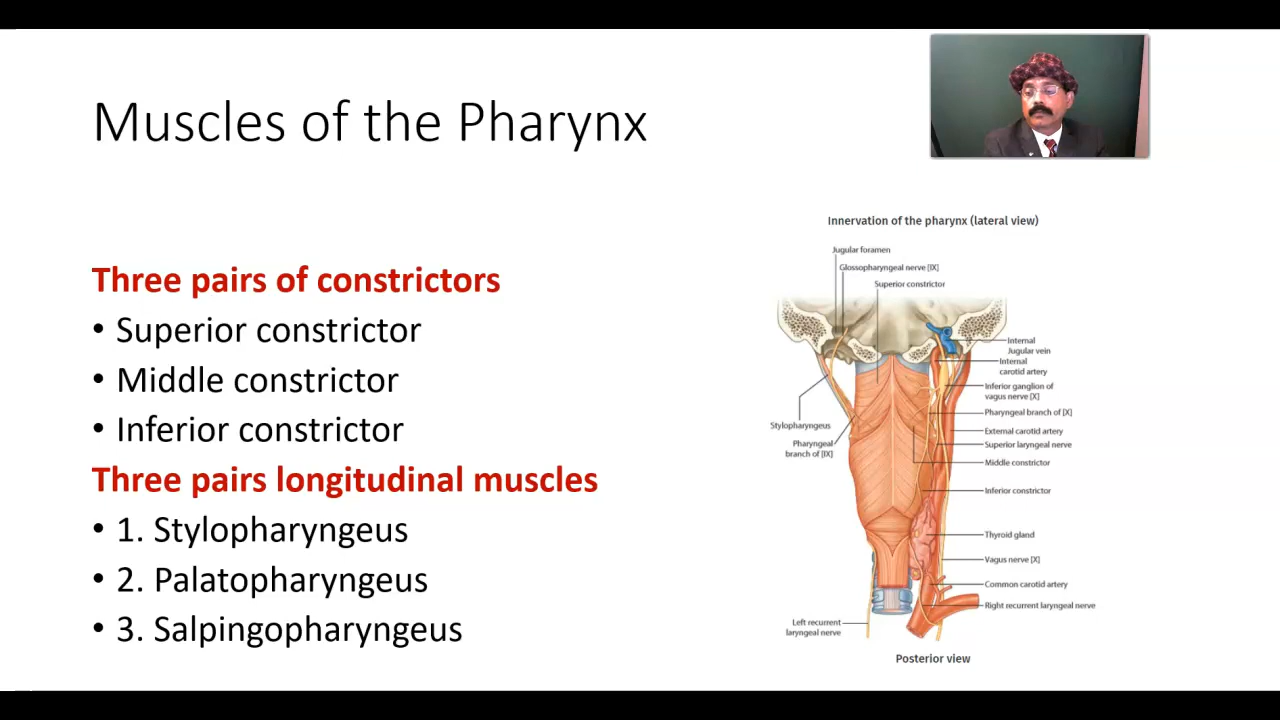 Muscles of the Pharynx
Three pairs of constrictors
• Superior constrictor
• Middle constrictor
• Inferior constrictor
Three pairs longitudinal muscles
• 1. Stylopharyngeus
• 2. Palatopharyngeus
• 3. Salpingopharyngeus
Innervation of the pharynx (lateral view)
Jugular foramen
Glossopharyngeal nerve [IX]
Superior constrictor
Stylopharyngeus
Pharyngeal
branch of [IX]
Left recurrent
laryngeal nerve
Internal
Jugular vein
Internal
carotid artery
Inferior ganglion of
vagus nerve [X]
Pharyngeal branch of [X]
External carotid artery
Superior laryngeal nerve
Middle constrictor
Inferior constrictor
Thyroid gland
Vagus nerve [X]
Common carotid artery
Right recurrent laryngeal nerve
Posterior view